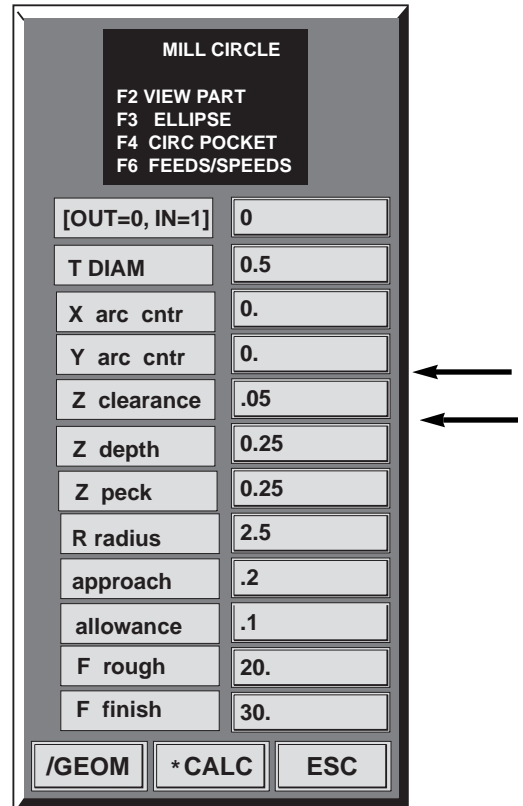 MILL CIRCLE
F2 VIEW PART
F3 ELLIPSE
F4 CIRC POCKET
F6 FEEDS/SPEEDS
[OUT=0, IN=1] 0
T DIAM 0.5
X arc cntr 0.
Y arc cntr 0.
Z clearance .05
Z depth 0.25
Z peck 0.25
R radius 2.5
approach .2
allowance .1
F rough 20.
F finish 30.
/GEOM *CALC ESC